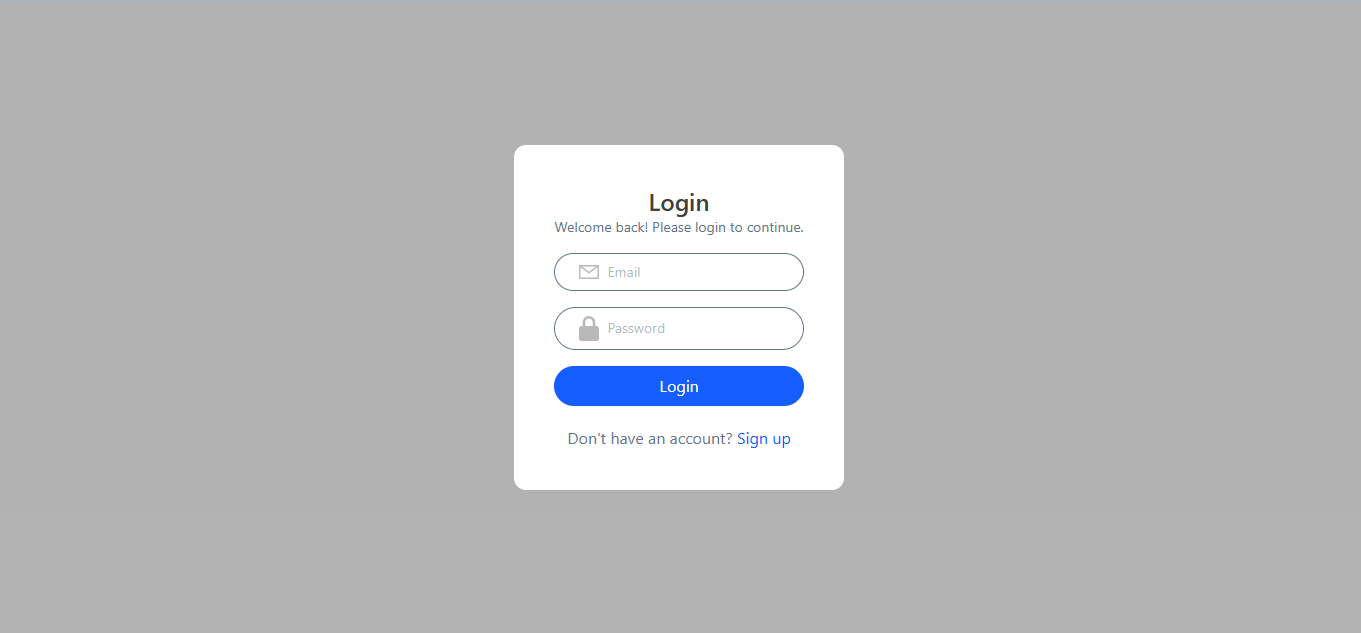 Login
Welcome back! Please login to continue.
Email
Password
Login
Don't have an account? Sign up